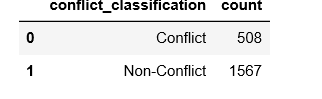 conflict_classification count
0 Conflict 508
1 Non-Conflict 1567